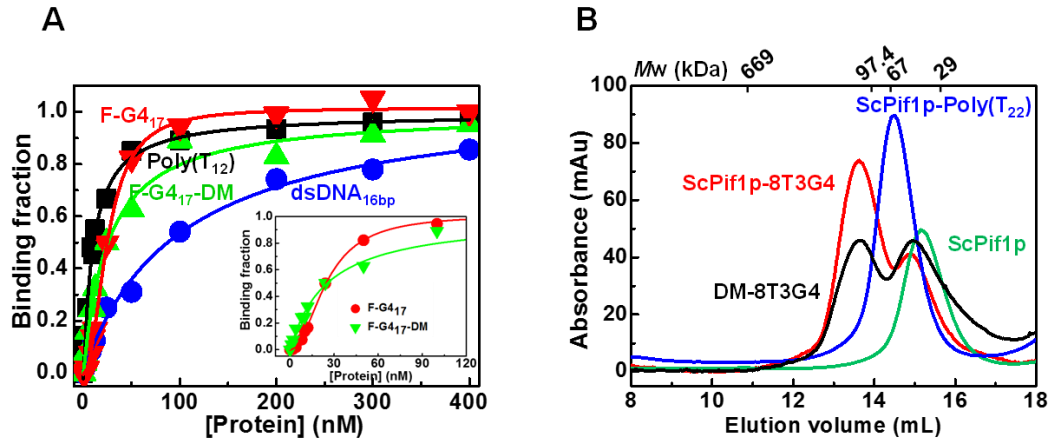 A
Binding fraction
1.0
0.8
0.6
0.4
0.2
0.0
F-G4₁₇
Poly(T₁₂)
F-G4₁₇-DM
dsDNA₁₆bp
Binding fraction
1.0
0.8
0.6
0.4
0.2
0.0
F-G4₁₇
F-G4₁₇-DM
0 30 60 90 120
[Protein] (nM)
0 100 200 300 400
[Protein] (nM)
B
Mw (kDa)
669 97.4 67 29
Absorbance (mAu)
100
80
60
40
20
0
ScPif1p-Poly(T₂₂)
ScPif1p-8T3G4
ScPif1p
DM-8T3G4
8 10 12 14 16 18
Elution volume (mL)